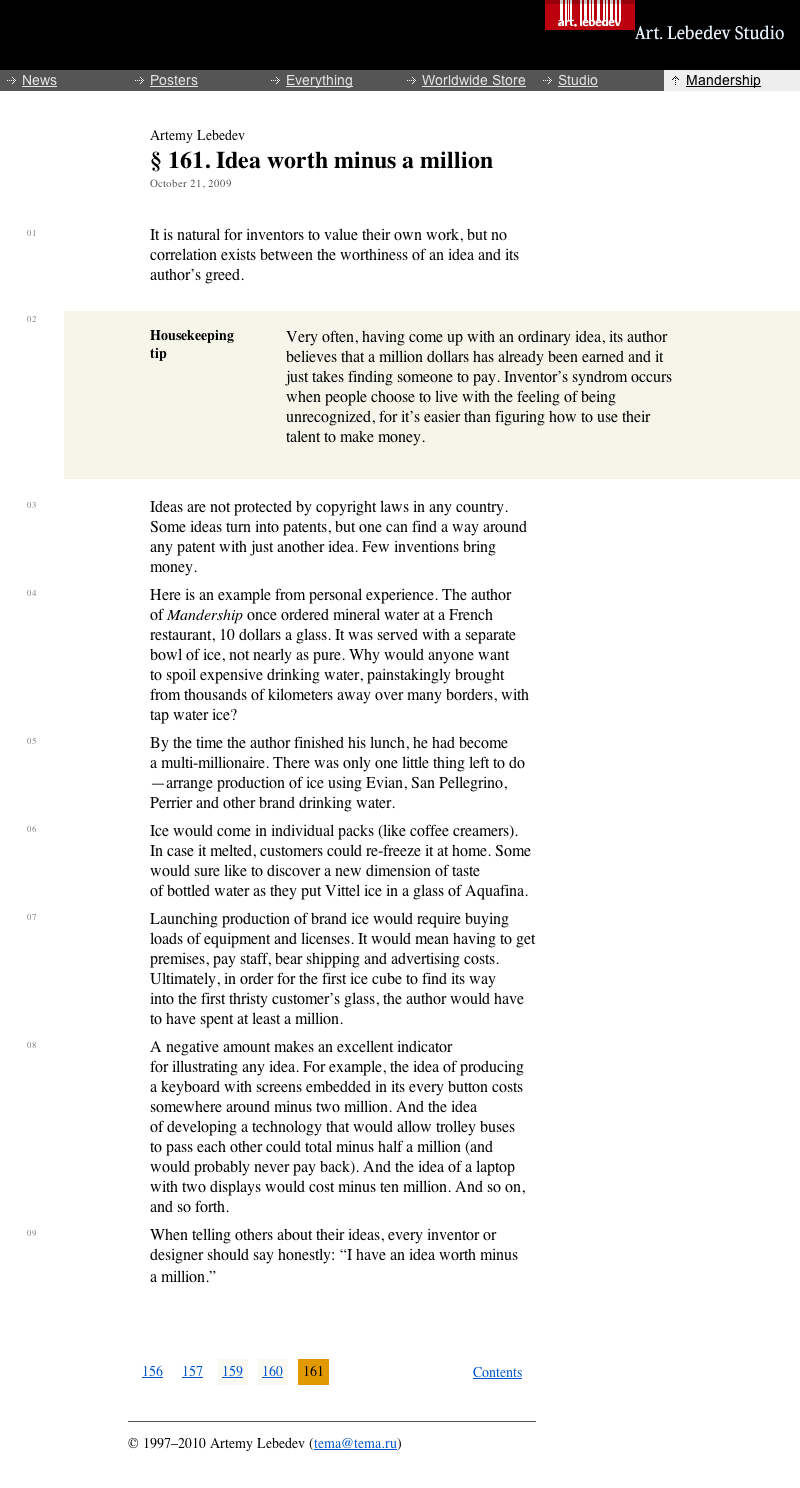 art. lebedev
Art. Lebedev Studio
News Posters Everything Worldwide Store Studio Mandership
Artemy Lebedev
§ 161. Idea worth minus a million
October 21, 2009
01
It is natural for inventors to value their own work, but no
correlation exists between the worthiness of an idea and its
author’s greed.
02
Housekeeping
tip
Very often, having come up with an ordinary idea, its author
believes that a million dollars has already been earned and it
just takes finding someone to pay. Inventor’s syndrom occurs
when people choose to live with the feeling of being
unrecognized, for it’s easier than figuring how to use their
talent to make money.
03
Ideas are not protected by copyright laws in any country.
Some ideas turn into patents, but one can find a way around
any patent with just another idea. Few inventions bring
money.
04
Here is an example from personal experience. The author
of Mandership once ordered mineral water at a French
restaurant, 10 dollars a glass. It was served with a separate
bowl of ice, not nearly as pure. Why would anyone want
to spoil expensive drinking water, painstakingly brought
from thousands of kilometers away over many borders, with
tap water ice?
05
By the time the author finished his lunch, he had become
a multi-millionaire. There was only one little thing left to do
—arrange production of ice using Evian, San Pellegrino,
Perrier and other brand drinking water.
06
Ice would come in individual packs (like coffee creamers).
In case it melted, customers could re-freeze it at home. Some
would sure like to discover a new dimension of taste
of bottled water as they put Vittel ice in a glass of Aquafina.
07
Launching production of brand ice would require buying
loads of equipment and licenses. It would mean having to get
premises, pay staff, bear shipping and advertising costs.
Ultimately, in order for the first ice cube to find its way
into the first thristy customer’s glass, the author would have
to have spent at least a million.
08
A negative amount makes an excellent indicator
for illustrating any idea. For example, the idea of producing
a keyboard with screens embedded in its every button costs
somewhere around minus two million. And the idea
of developing a technology that would allow trolley buses
to pass each other could total minus half a million (and
would probably never pay back). And the idea of a laptop
with two displays would cost minus ten million. And so on,
and so forth.
09
When telling others about their ideas, every inventor or
designer should say honestly: “I have an idea worth minus
a million.”
156 157 159 160 161 Contents
© 1997–2010 Artemy Lebedev (tema@tema.ru)